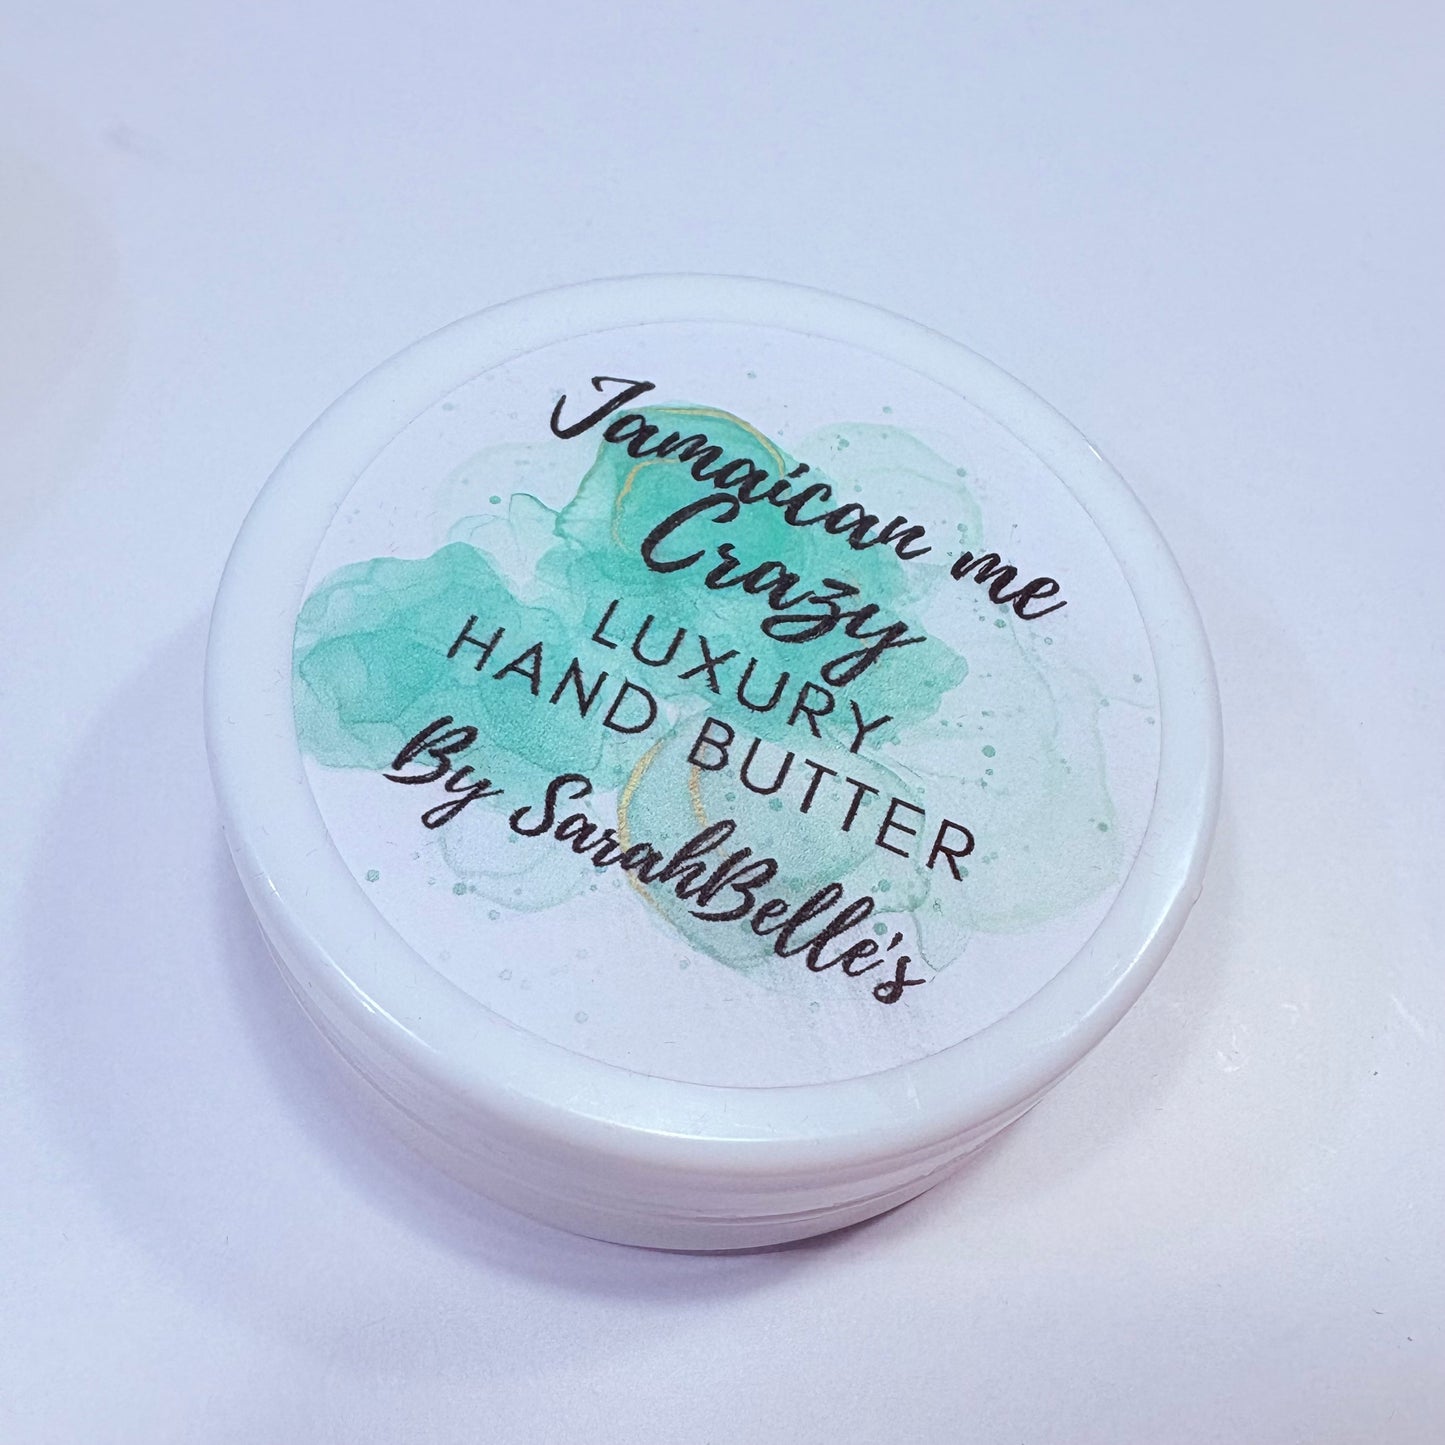 Jamaican me
Crazy
LUXURY
HAND BUTTER
By SarahBelle's